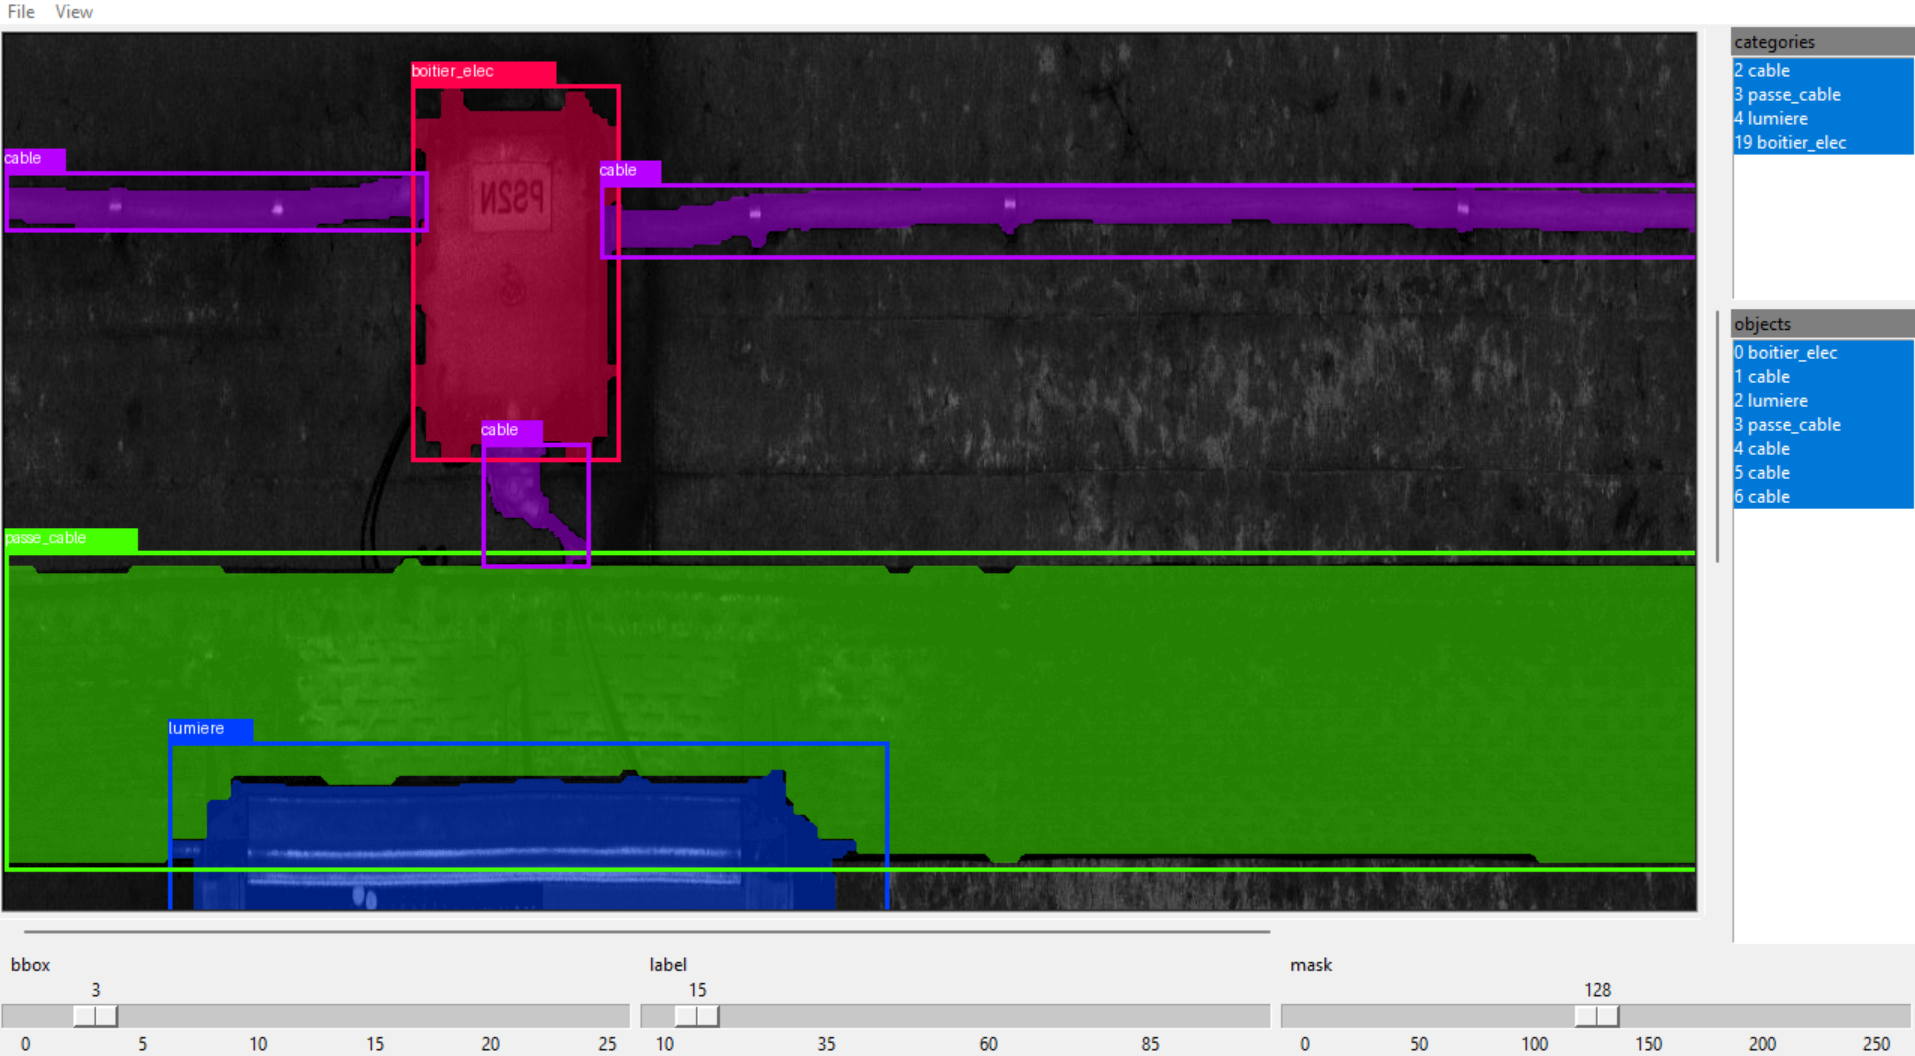 File View
categories
2 cable
3 passe_cable
4 lumiere
19 boitier_elec
objects
0 boitier_elec
1 cable
2 lumiere
3 passe_cable
4 cable
5 cable
6 cable
boitier_elec
cable
cable
PS2N
cable
passe_cable
lumiere
bbox
3
0 5 10 15 20 25
label
15
10 35 60 85
mask
128
0 50 100 150 200 250